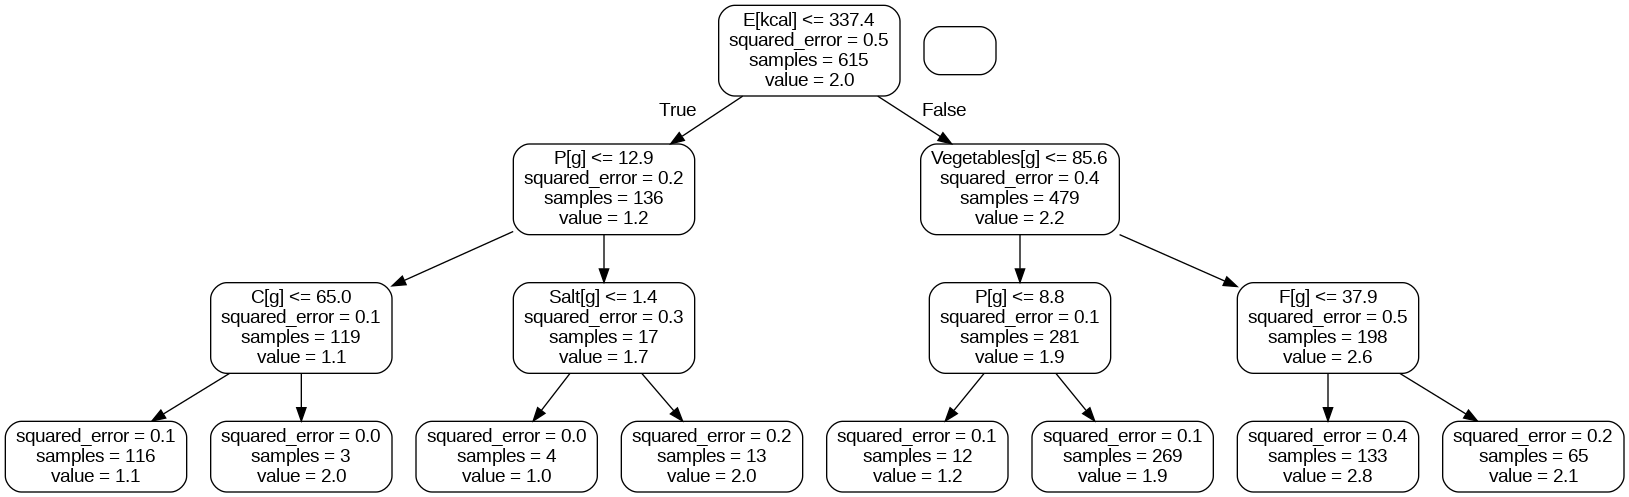 E[kcal] <= 337.4
squared_error = 0.5
samples = 615
value = 2.0
True
False
P[g] <= 12.9
squared_error = 0.2
samples = 136
value = 1.2
Vegetables[g] <= 85.6
squared_error = 0.4
samples = 479
value = 2.2
C[g] <= 65.0
squared_error = 0.1
samples = 119
value = 1.1
Salt[g] <= 1.4
squared_error = 0.3
samples = 17
value = 1.7
P[g] <= 8.8
squared_error = 0.1
samples = 281
value = 1.9
F[g] <= 37.9
squared_error = 0.5
samples = 198
value = 2.6
squared_error = 0.1
samples = 116
value = 1.1
squared_error = 0.0
samples = 3
value = 2.0
squared_error = 0.0
samples = 4
value = 1.0
squared_error = 0.2
samples = 13
value = 2.0
squared_error = 0.1
samples = 12
value = 1.2
squared_error = 0.1
samples = 269
value = 1.9
squared_error = 0.4
samples = 133
value = 2.8
squared_error = 0.2
samples = 65
value = 2.1